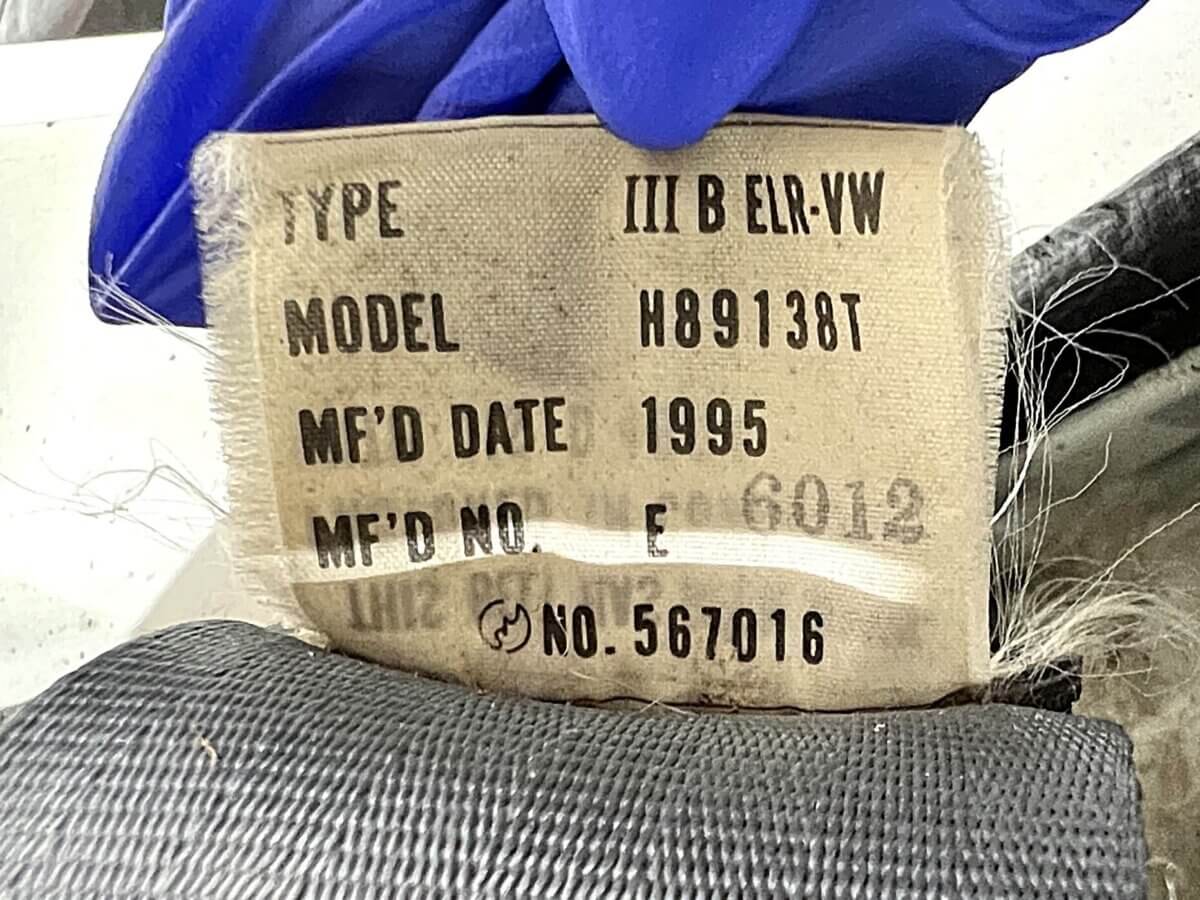 TYPE III B ELR-VW
MODEL H89138T
MF'D DATE 1995
MF'D NO. E 6012
NO. 567016